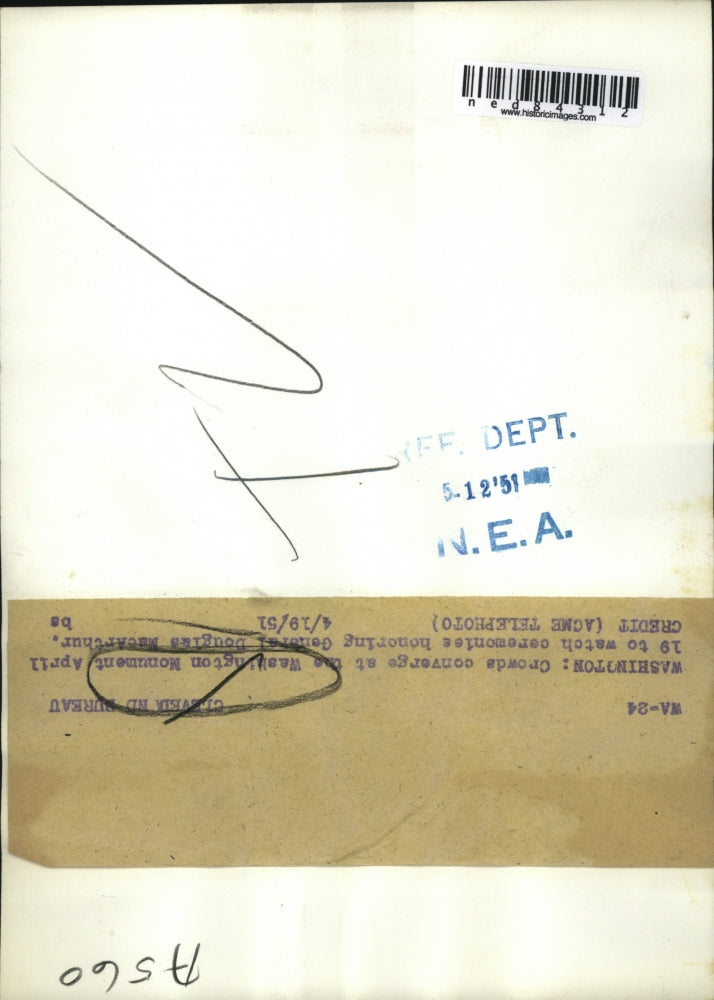 ned84312
www.historicimages.com
REF. DEPT.
5-12'51
N.E.A.
WA-24 CLEVELAND BUREAU
WASHINGTON: Crowds converge at the Washington Monument April
19 to watch ceremonies honoring General Douglas MacArthur.
CREDIT (ACME TELEPHOTO) 4/19/51 bs
A560